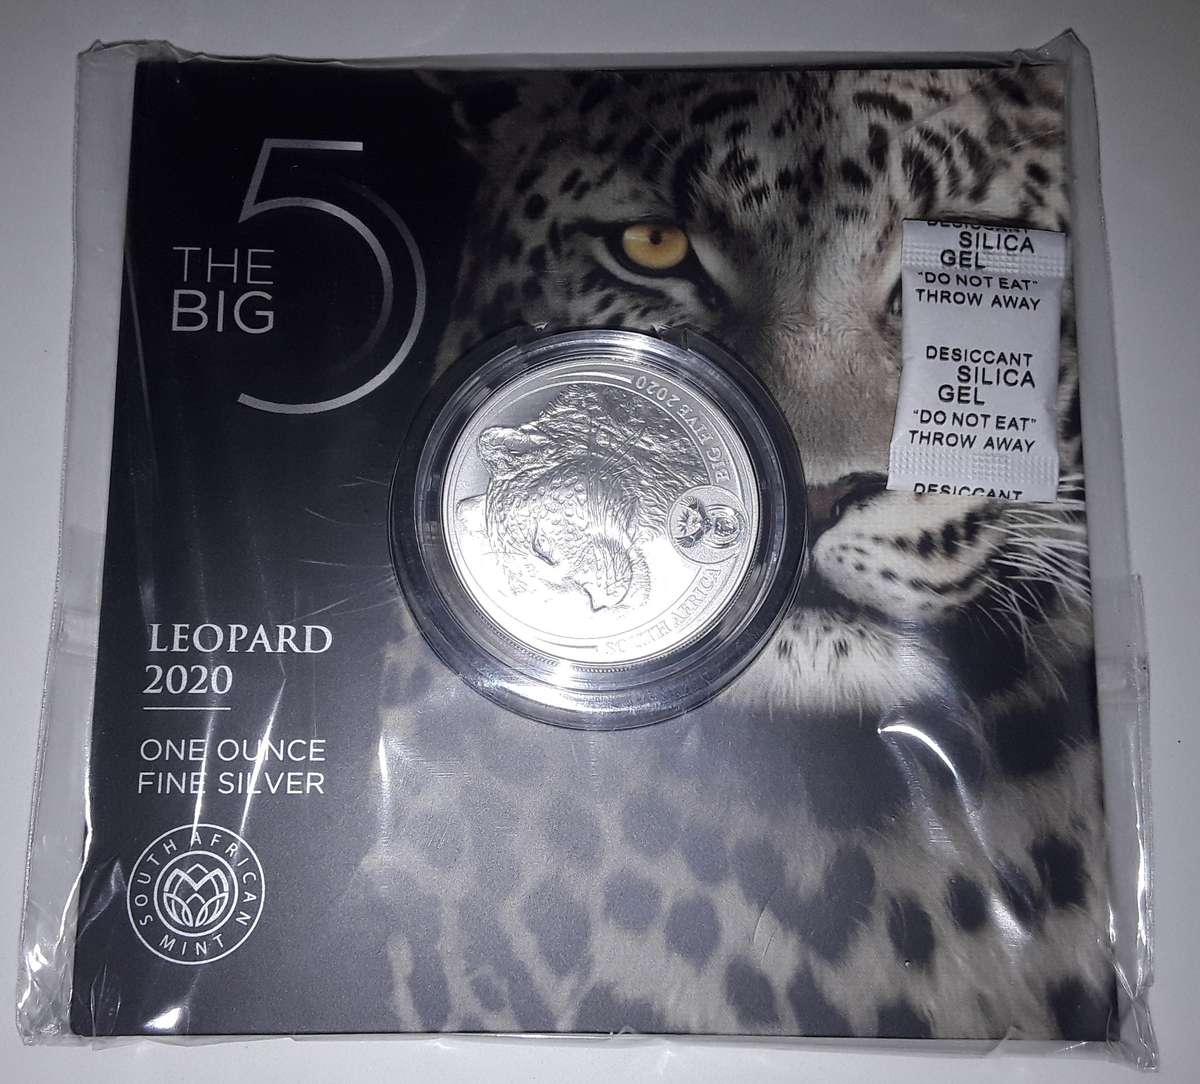 5
THE
BIG
DESICCANT
SILICA
GEL
"DO NOT EAT"
THROW AWAY
DESICCANT
SILICA
GEL
"DO NOT EAT"
THROW AWAY
DESICCANT
BIG FIVE 2020
SOUTH AFRICA
LEOPARD
2020
ONE OUNCE
FINE SILVER
SOUTH AFRICAN
MINT